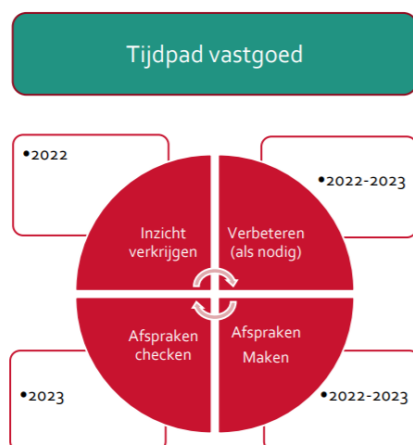 Tijdpad vastgoed
•2022
•2022-2023
Inzicht
verkrijgen
Verbeteren
(als nodig)
Afspraken
checken
Afspraken
Maken
•2023
•2022-2023